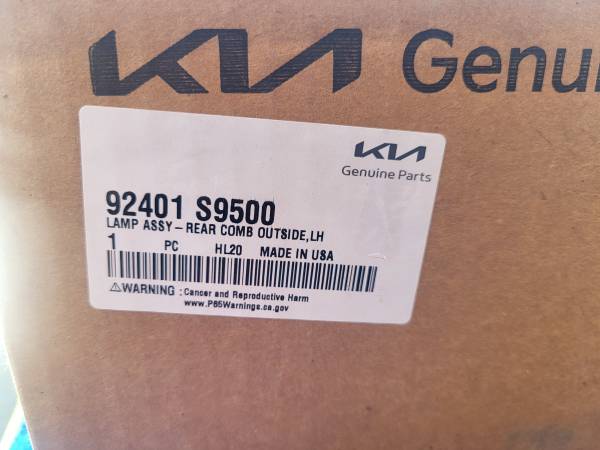 KIA Genui
KIA
Genuine Parts
92401 S9500
LAMP ASSY-REAR COMB OUTSIDE,LH
1 PC HL20 MADE IN USA
⚠WARNING : Cancer and Reproductive Harm
www.P65Warnings.ca.gov